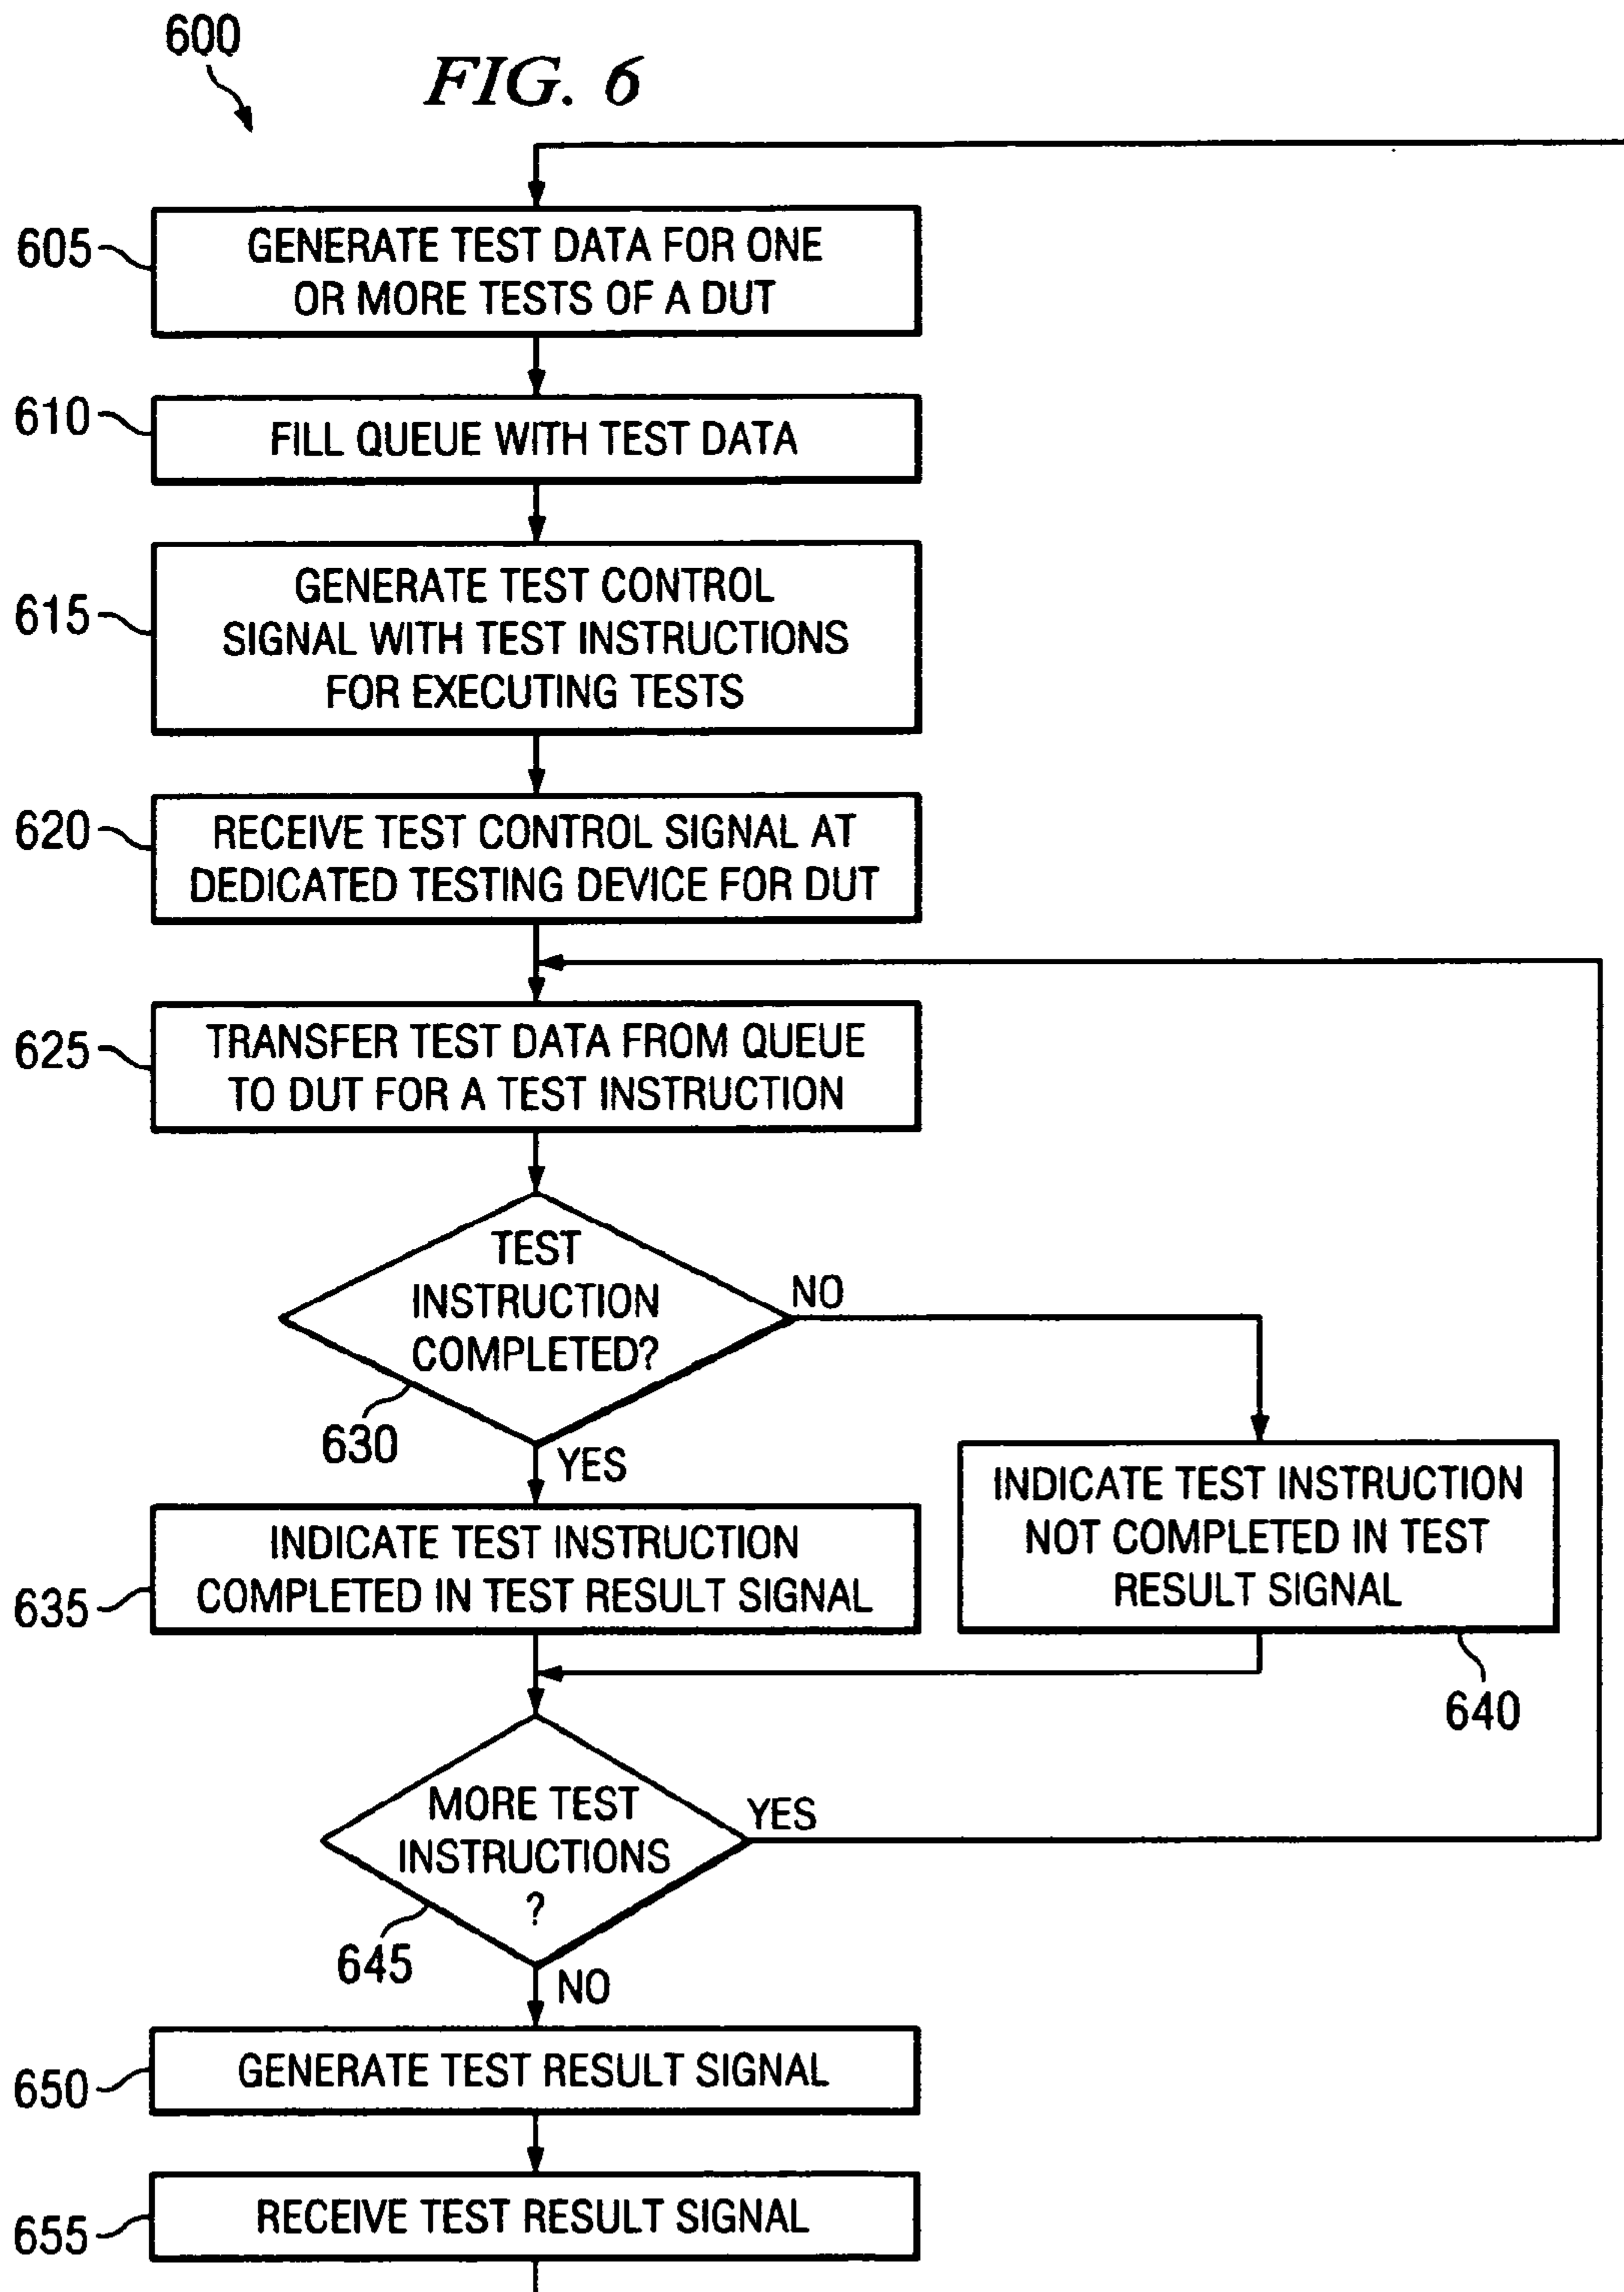 600
FIG. 6
605
GENERATE TEST DATA FOR ONE
OR MORE TESTS OF A DUT
610
FILL QUEUE WITH TEST DATA
615
GENERATE TEST CONTROL
SIGNAL WITH TEST INSTRUCTIONS
FOR EXECUTING TESTS
620
RECEIVE TEST CONTROL SIGNAL AT
DEDICATED TESTING DEVICE FOR DUT
625
TRANSFER TEST DATA FROM QUEUE
TO DUT FOR A TEST INSTRUCTION
TEST
INSTRUCTION
COMPLETED?
NO
630
YES
INDICATE TEST INSTRUCTION
NOT COMPLETED IN TEST
RESULT SIGNAL
640
635
INDICATE TEST INSTRUCTION
COMPLETED IN TEST RESULT SIGNAL
MORE TEST
INSTRUCTIONS
?
YES
645
NO
650
GENERATE TEST RESULT SIGNAL
655
RECEIVE TEST RESULT SIGNAL